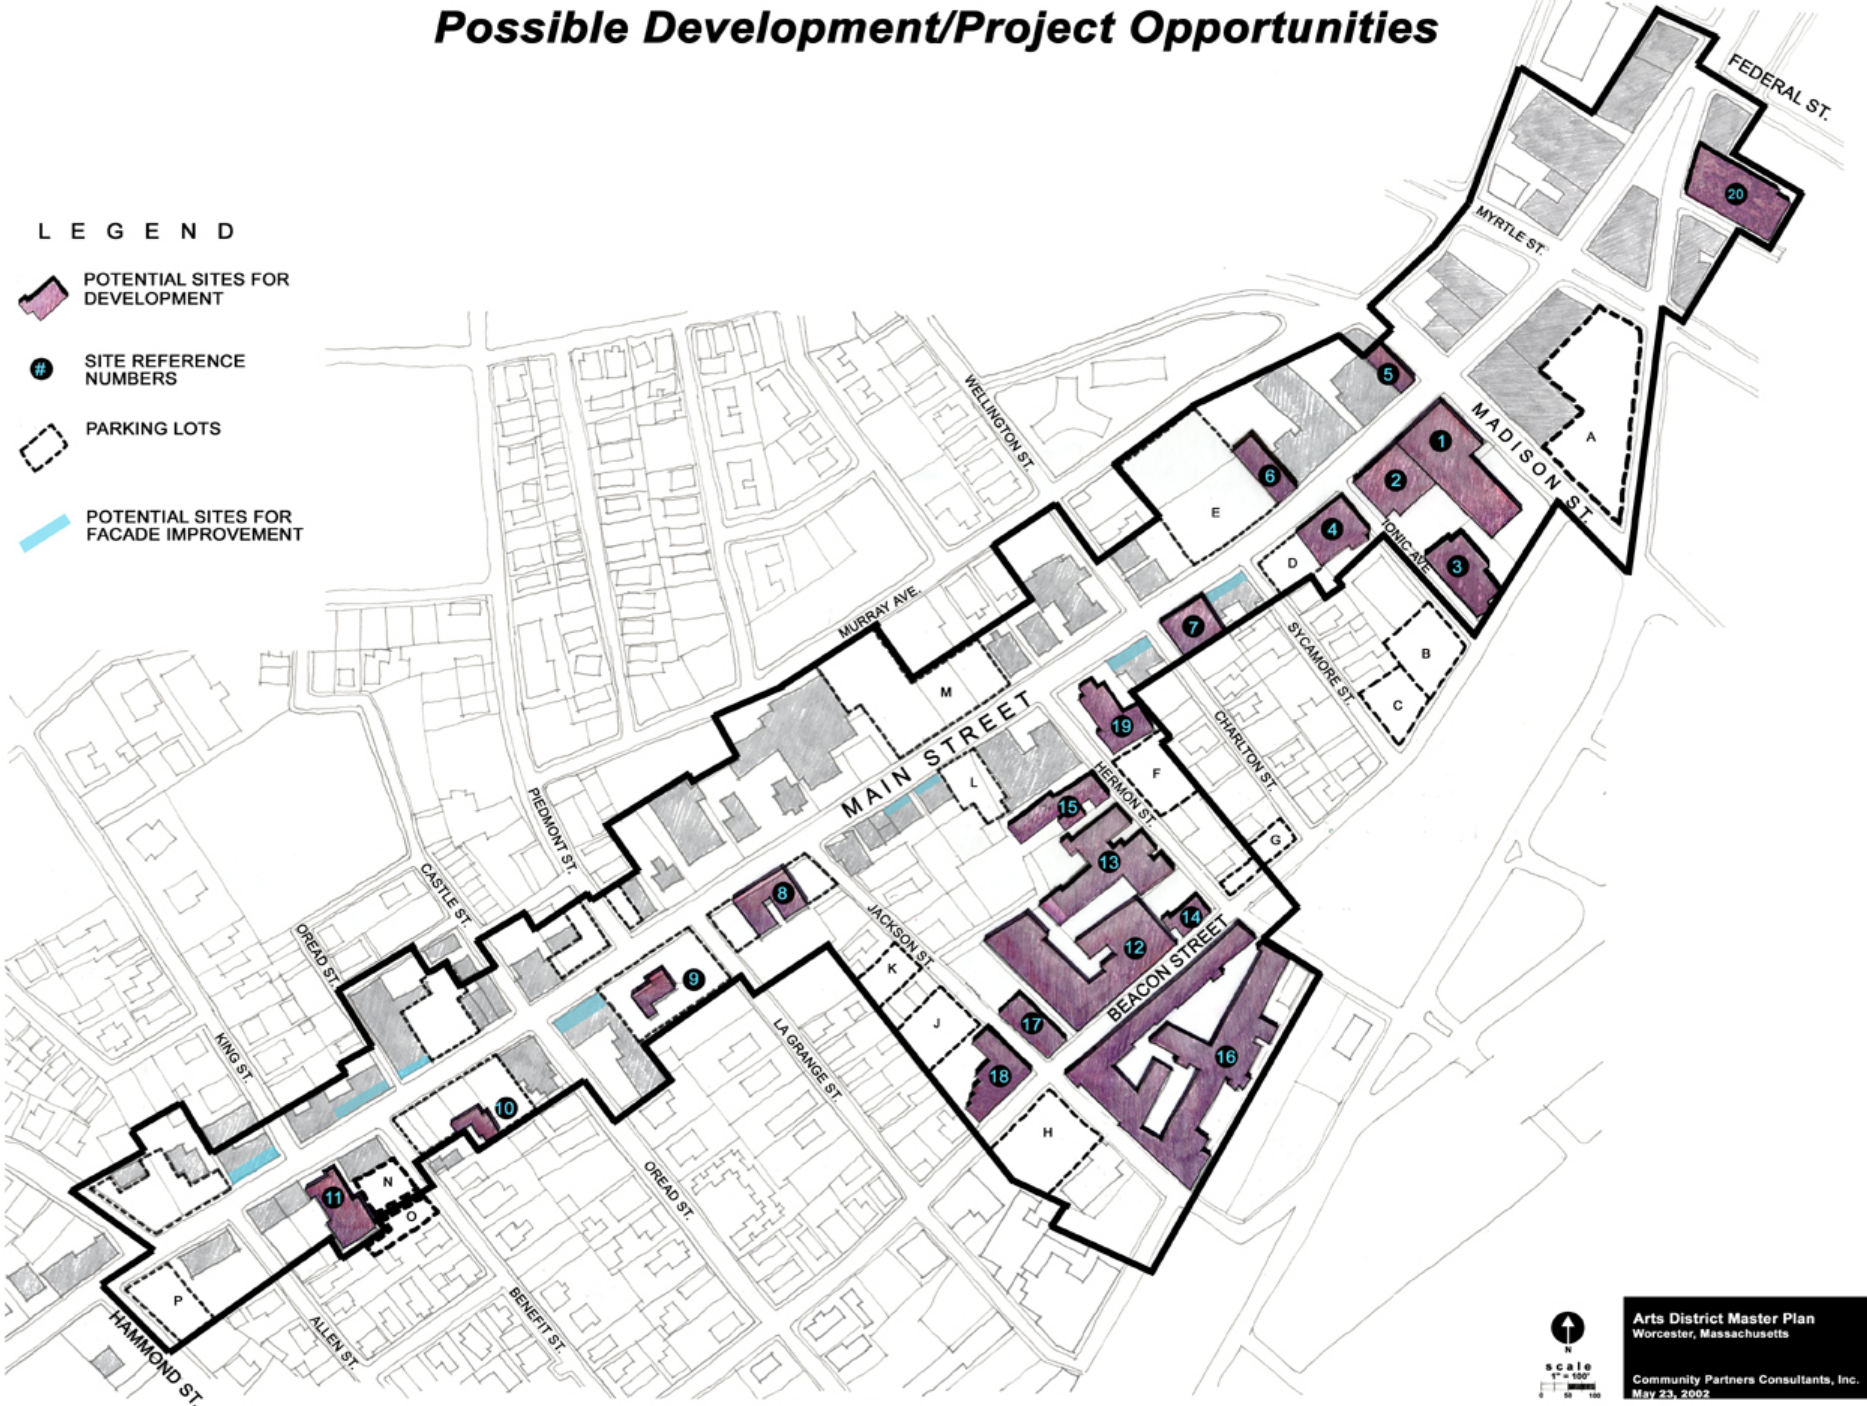 Possible Development/Project Opportunities
FEDERAL ST.
20
MYRTLE ST.
L E G E N D
POTENTIAL SITES FOR
DEVELOPMENT
#
SITE REFERENCE
NUMBERS
PARKING LOTS
POTENTIAL SITES FOR
FACADE IMPROVEMENT
WELLINGTON ST.
5
MADISON ST.
A
1
2
6
E
4
IONIC AVE
3
D
MURRAY AVE.
7
SYCAMORE ST.
B
C
M
19
CHARLTON ST.
MAIN STREET
F
L
HERMON ST.
15
PIEDMONT ST.
G
13
CASTLE ST.
8
14
JACKSON ST.
12
OREAD ST.
K
BEACON STREET
9
J
17
KING ST.
LA GRANGE ST.
16
18
10
H
N
11
O
OREAD ST.
P
HAMMOND ST.
ALLEN ST.
BENEFIT ST.
N
scale
1" = 100'
0 50 100
Arts District Master Plan
Worcester, Massachusetts
Community Partners Consultants, Inc.
May 23, 2002